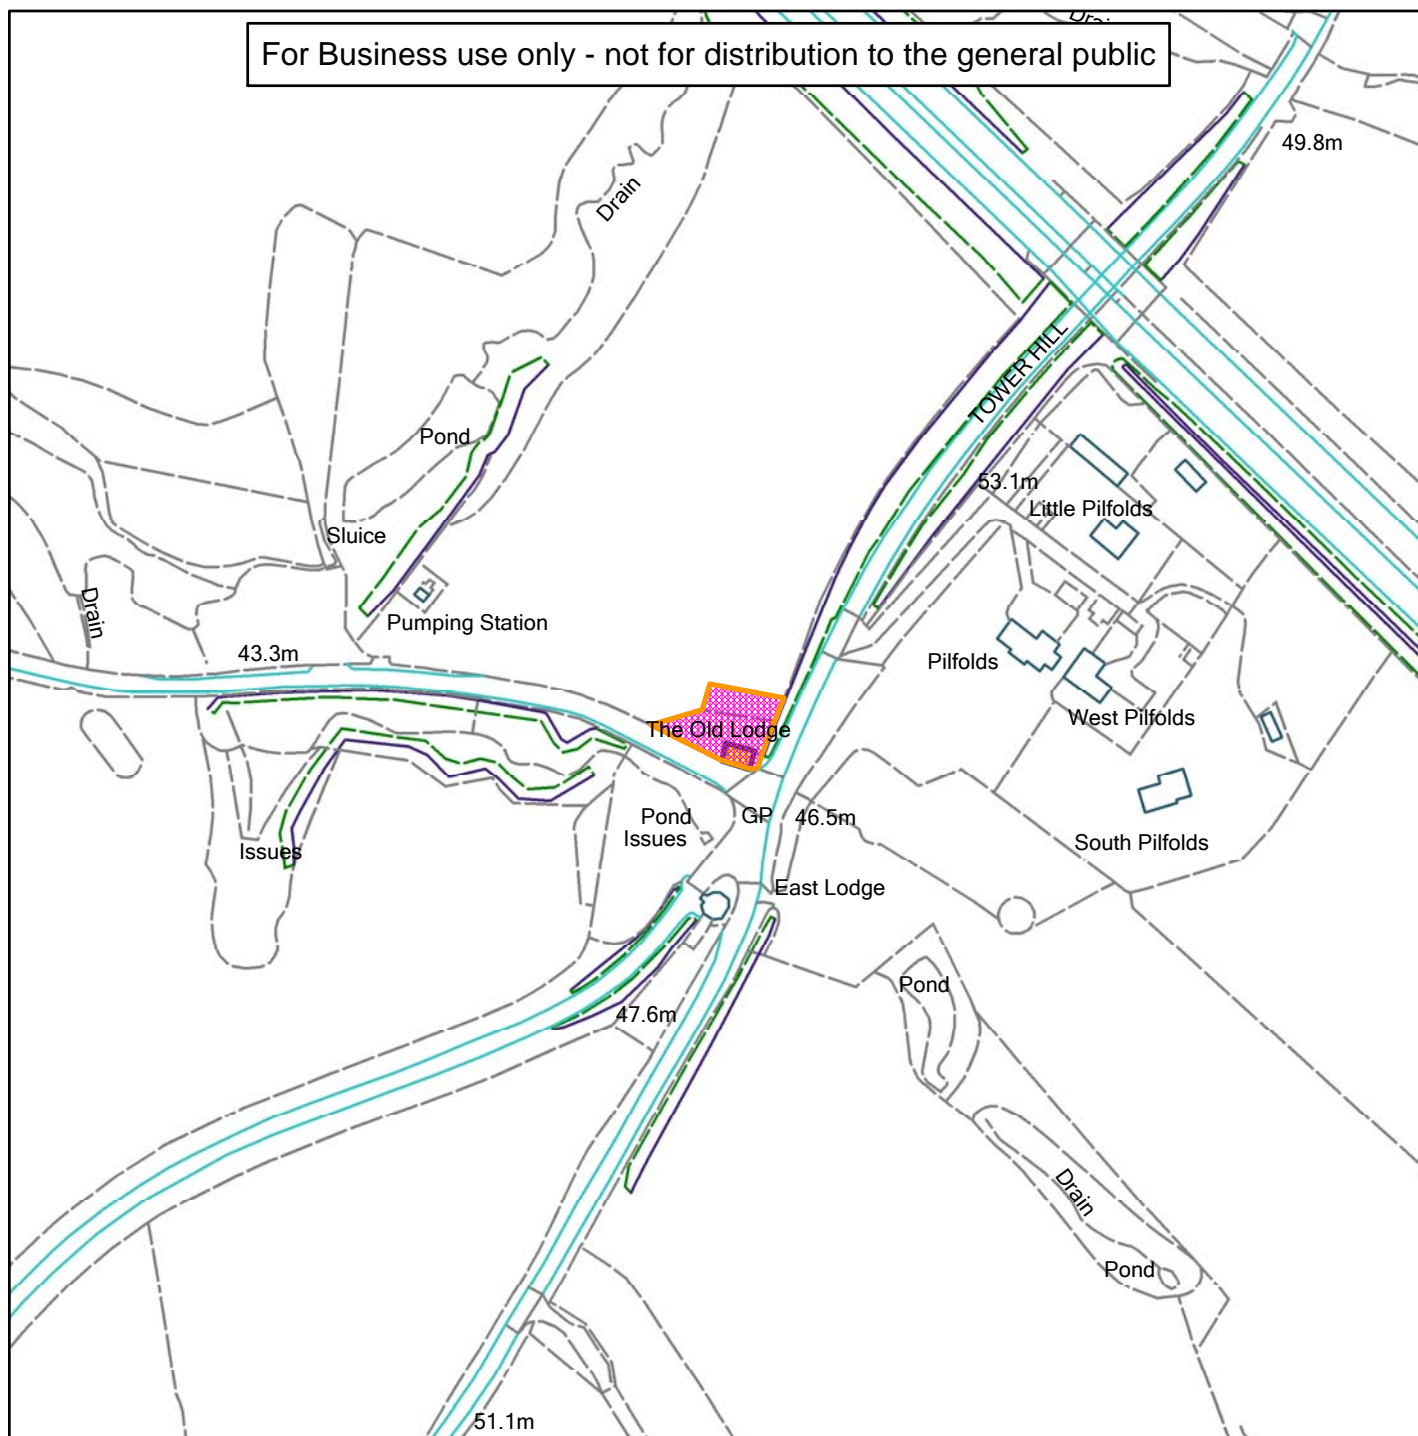 Drain
For Business use only - not for distribution to the general public
49.8m
Drain
TOWER HILL
Pond
53.1m
Little Pilfolds
Sluice
Drain
Pumping Station
43.3m
Pilfolds
West Pilfolds
The Old Lodge
Pond
GP
46.5m
Issues
South Pilfolds
Issues
East Lodge
Pond
47.6m
Drain
Pond
51.1m